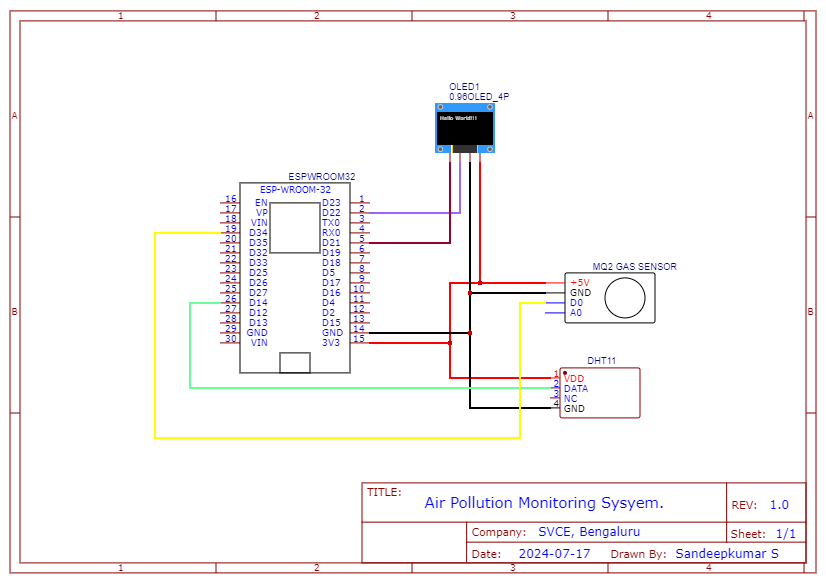 1 2 3 4
A A
OLED1
0.96OLED_4P
Hello World!!!
ESPWROOM32
ESP-WROOM-32
16 EN D23 1
17 VP D22 2
18 VIN TX0 3
19 D34 RX0 4
20 D35 D21 5
21 D32 D19 6
22 D33 D18 7
23 D25 D5 8
24 D26 D17 9
25 D27 D16 10
26 D14 D4 11
27 D12 D2 12
28 D13 D15 13
29 GND GND 14
30 VIN 3V3 15
MQ2 GAS SENSOR
+5V
GND
D0
A0
B B
DHT11
1 VDD
2 DATA
3 NC
4 GND
TITLE:
Air Pollution Monitoring Sysyem.
REV: 1.0
Company: SVCE, Bengaluru
Sheet: 1/1
Date: 2024-07-17 Drawn By: Sandeepkumar S
1 2 3 4